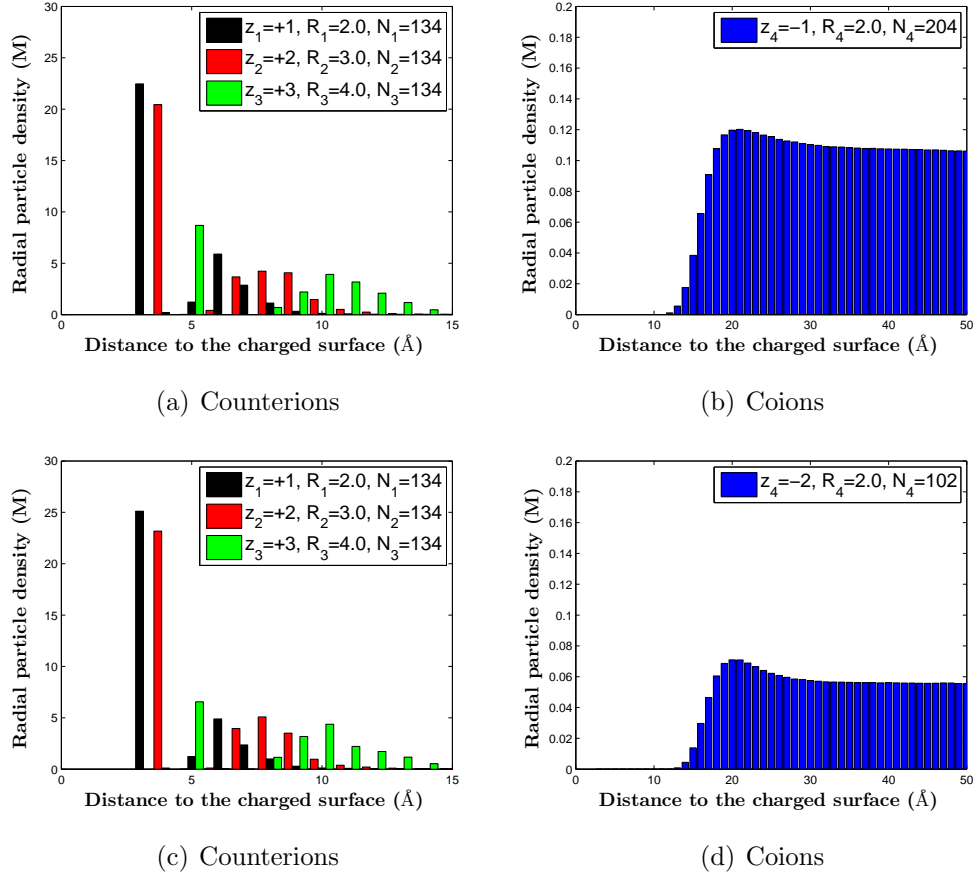 30
25
20
15
10
5
0
Radial particle density (M)
z₁=+1, R₁=2.0, N₁=134
z₂=+2, R₂=3.0, N₂=134
z₃=+3, R₃=4.0, N₃=134
0 5 10 15
Distance to the charged surface (Å)
(a) Counterions
0.2
0.18
0.16
0.14
0.12
0.1
0.08
0.06
0.04
0.02
0
Radial particle density (M)
z₄=−1, R₄=2.0, N₄=204
0 10 20 30 40 50
Distance to the charged surface (Å)
(b) Coions
30
25
20
15
10
5
0
Radial particle density (M)
z₁=+1, R₁=2.0, N₁=134
z₂=+2, R₂=3.0, N₂=134
z₃=+3, R₃=4.0, N₃=134
0 5 10 15
Distance to the charged surface (Å)
(c) Counterions
0.2
0.18
0.16
0.14
0.12
0.1
0.08
0.06
0.04
0.02
0
Radial particle density (M)
z₄=−2, R₄=2.0, N₄=102
0 10 20 30 40 50
Distance to the charged surface (Å)
(d) Coions